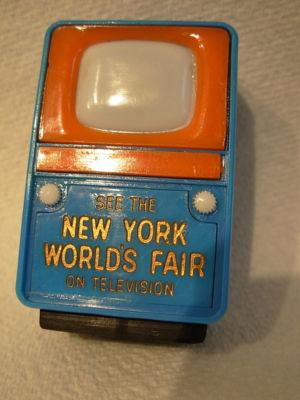 SEE THE
NEW YORK
WORLD'S FAIR
ON TELEVISION